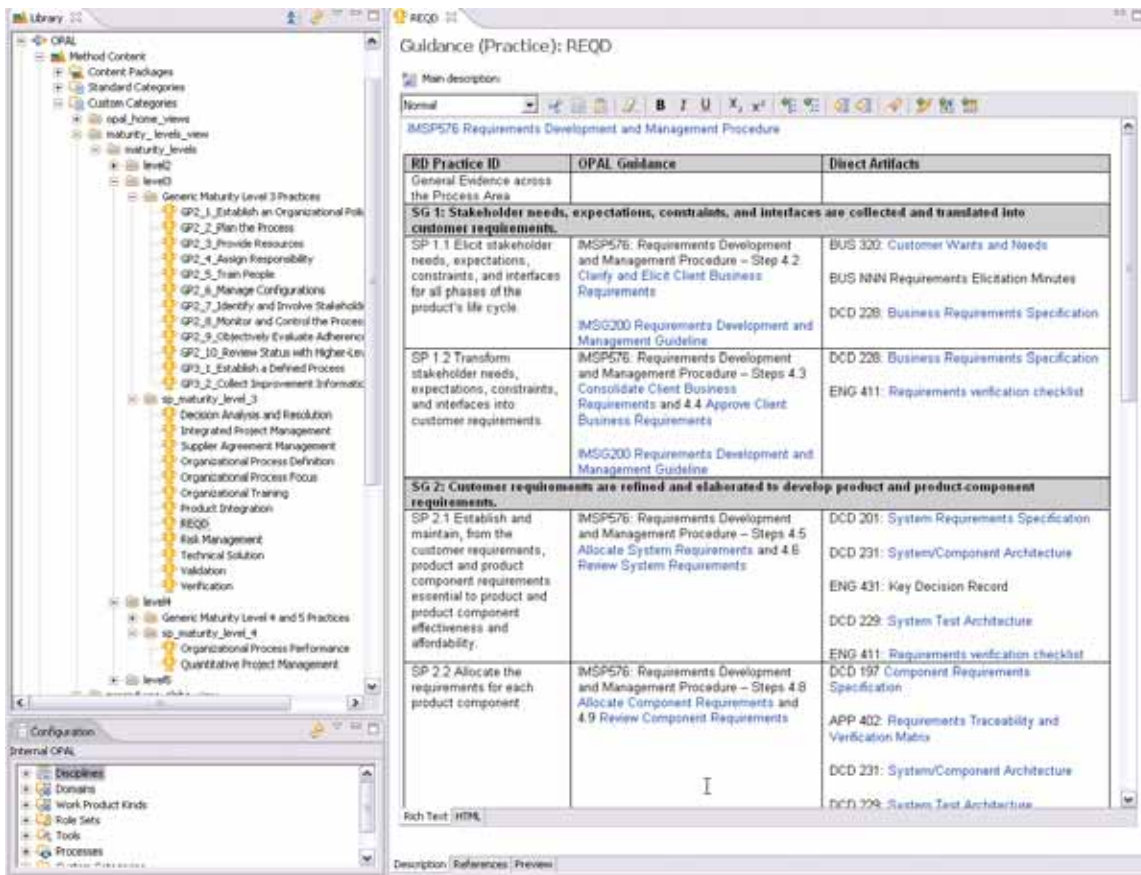 Library
OPAL
Method Content
Content Packages
Standard Categories
Custom Categories
opal_home_views
maturity_levels_view
maturity_levels
level2
level3
Generic Maturity Level 3 Practices
GP2_1_Establish an Organizational Poli
GP2_2_Plan the Process
GP2_3_Provide Resources
GP2_4_Assign Responsibility
GP2_5_Train People
GP2_6_Manage Configurations
GP2_7_Identify and Involve Stakehold
GP2_8_Monitor and Control the Process
GP2_9_Objectively Evaluate Adherence
GP2_10_Review Status with Higher-Lev
GP3_1_Establish a Defined Process
GP3_2_Collect Improvement Informatic
sp_maturity_level_3
Decision Analysis and Resolution
Integrated Project Management
Supplier Agreement Management
Organizational Process Definition
Organizational Process Focus
Organizational Training
Product Integration
REQD
Risk Management
Technical Solution
Validation
Verification
level4
Generic Maturity Level 4 and 5 Practices
sp_maturity_level_4
Organizational Process Performance
Quantitative Project Management
level5
Configuration
Internal OPAL
Disciplines
Domains
Work Product Kinds
Role Sets
Tools
Processes
Custom Categories
REQD
Guidance (Practice): REQD
Main description:
Normal
B I U X₂ x²
IMSP576 Requirements Development and Management Procedure
RD Practice ID OPAL Guidance Direct Artifacts
General Evidence across
the Process Area
SG 1: Stakeholder needs, expectations, constraints, and interfaces are collected and translated into
customer requirements.
SP 1.1 Elicit stakeholder
needs, expectations,
constraints, and interfaces
for all phases of the
product's life cycle.
IMSP576: Requirements Development
and Management Procedure – Step 4.2
Clarify and Elicit Client Business
Requirements
IMSG200 Requirements Development and
Management Guideline
BUS 320: Customer Wants and Needs
BUS NNN Requirements Elicitation Minutes
DCD 228: Business Requirements Specification
SP 1.2 Transform
stakeholder needs,
expectations, constraints,
and interfaces into
customer requirements
IMSP576: Requirements Development
and Management Procedure – Steps 4.3
Consolidate Client Business
Requirements and 4.4 Approve Client
Business Requirements
IMSG200 Requirements Development and
Management Guideline
DCD 228: Business Requirements Specification
ENG 411: Requirements verification checklist
SG 2: Customer requirements are refined and elaborated to develop product and product-component
requirements.
SP 2.1 Establish and
maintain, from the
customer requirements,
product and product
component requirements
essential to product and
product component
effectiveness and
affordability.
IMSP576: Requirements Development
and Management Procedure – Steps 4.5
Allocate System Requirements and 4.6
Review System Requirements
DCD 201: System Requirements Specification
DCD 231: System/Component Architecture
ENG 431: Key Decision Record
DCD 229: System Test Architecture
ENG 411: Requirements verification checklist
SP 2.2 Allocate the
requirements for each
product component
IMSP576: Requirements Development
and Management Procedure – Steps 4.8
Allocate Component Requirements and
4.9 Review Component Requirements
DCD 197 Component Requirements
Specification
APP 402: Requirements Traceability and
Verification Matrix
DCD 231: System/Component Architecture
DCD 229: System Test Architecture
Rich Text HTML
Description References Preview